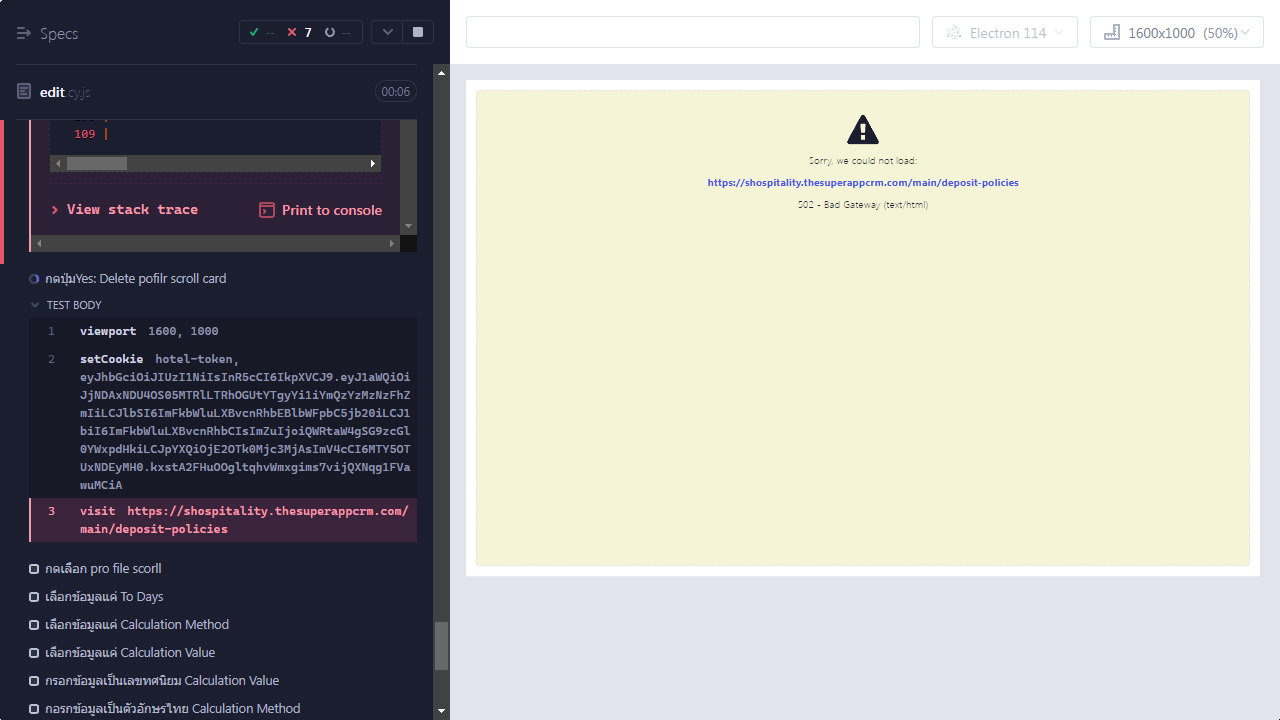 Specs
-- 7 --
Electron 114
1600x1000 (50%)
edit cy.js
00:06
109 |
> View stack trace
Print to console
กดปุ่มYes: Delete pofilr scroll card
TEST BODY
1 viewport 1600, 1000
2 setCookie hotel-token,
eyJhbGciOiJIUzI1NiIsInR5cCI6IkpXVCJ9.eyJ1aWQiOi
JjNDAxNDU4OS05MTRlLTRhOGUtYTgyYi1iYmQzYzMzNzFhZ
mIiLCJlbSI6ImFkbWluLXBvcnRhbEBlbWFpbC5jb20iLCJ1
biI6ImFkbWluLXBvcnRhbCIsImZuIjoiQWRtaW4gSG9zcGl
0YWxpdHkiLCJpYXQiOjE2OTk0Mjc3MjAsImV4cCI6MTY5OT
UxNDEyMH0.kxstA2FHuOOgltqhvWmxgims7vijQXNqg1FVa
wuMCiA
3 visit https://shospitality.thesuperappcrm.com/
main/deposit-policies
กดเลือก pro file scorll
เลือกข้อมูลแค่ To Days
เลือกข้อมูลแค่ Calculation Method
เลือกข้อมูลแค่ Calculation Value
กรอกข้อมูลเป็นเลขทศนิยม Calculation Value
กอรกข้อมูลเป็นตัวอักษรไทย Calculation Method
Sorry, we could not load:
https://shospitality.thesuperappcrm.com/main/deposit-policies
502 - Bad Gateway (text/html)